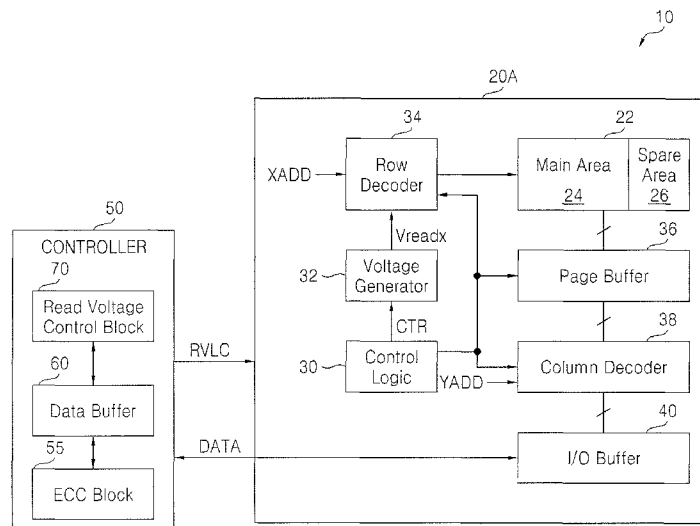 10
20A
34
22
Row
Decoder
XADD
Main Area
24
Spare
Area
26
50
CONTROLLER
Vreadx
36
70
Read Voltage
Control Block
32
Voltage
Generator
Page Buffer
CTR
38
RVLC
30
Control
Logic
YADD
Column Decoder
60
Data Buffer
40
DATA
I/O Buffer
55
ECC Block